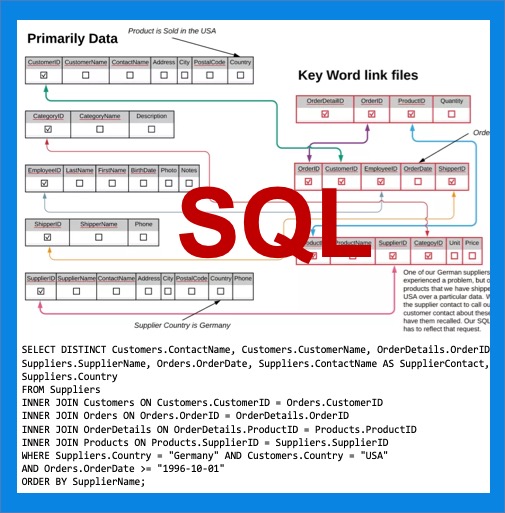 Product is Sold in the USA
Primarily Data
CustomerID CustomerName ContactName Address City PostalCode Country
Key Word link files
OrderDetailID OrderID ProductID Quantity
CategoryID CategoryName Description
Orde
EmployeeID LastName FirstName BirthDate Photo Notes
OrderID CustomerID EmployeeID OrderDate ShipperID
SQL
ShipperID ShipperName Phone
ProductName SupplierID CategoyID Unit Price
SupplierID SupplierName ContactName Address City PostalCode Country Phone
One of our German suppliers
experienced a problem, but o
products that we have shippe
USA over a particular data. W
the supplier contact to call ou
customer contact about these
have them recalled. Our SQL
has to reflect that request.
Supplier Country is Germany
SELECT DISTINCT Customers.ContactName, Customers.CustomerName, OrderDetails.OrderID
Suppliers.SupplierName, Orders.OrderDate, Suppliers.ContactName AS SupplierContact,
Suppliers.Country
FROM Suppliers
INNER JOIN Customers ON Customers.CustomerID = Orders.CustomerID
INNER JOIN Orders ON Orders.OrderID = OrderDetails.OrderID
INNER JOIN OrderDetails ON OrderDetails.ProductID = Products.ProductID
INNER JOIN Products ON Products.SupplierID = Suppliers.SupplierID
WHERE Suppliers.Country = "Germany" AND Customers.Country = "USA"
AND Orders.OrderDate >= "1996-10-01"
ORDER BY SupplierName;